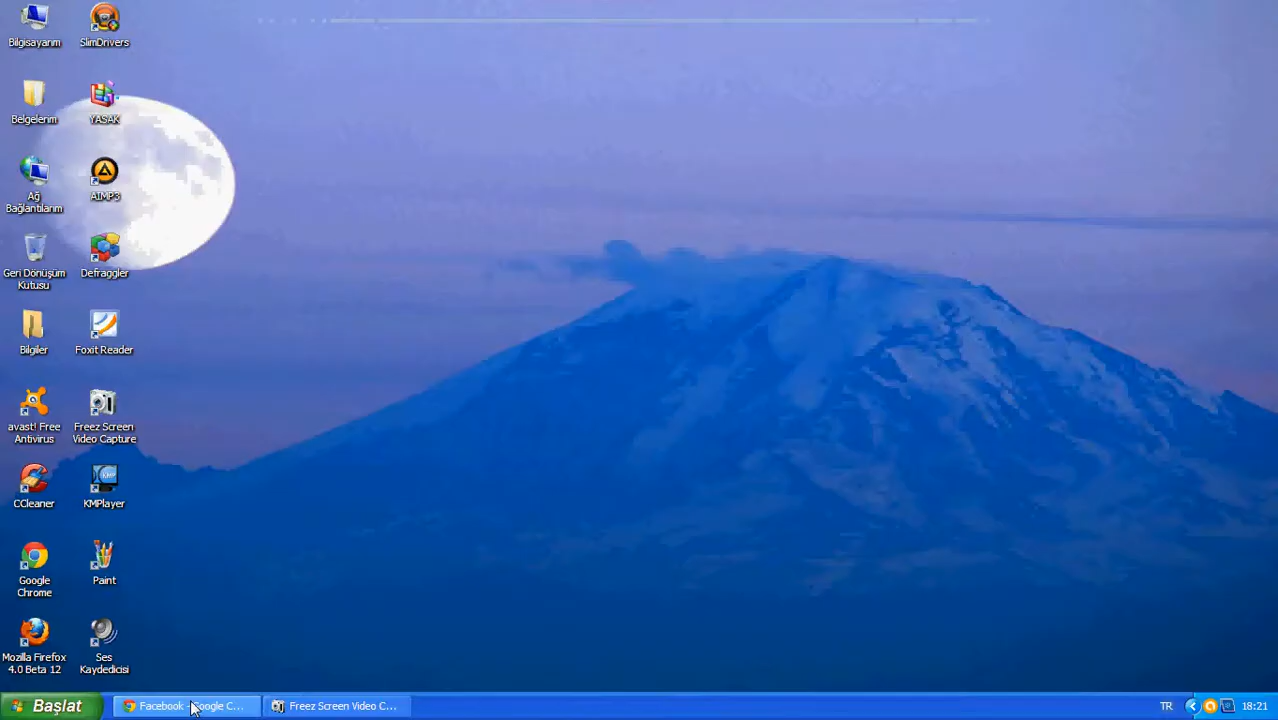 Bilgisayarım
SlimDrivers
Belgelerim
YASAK
Ağ
Bağlantılarım
AIMP3
Geri Dönüşüm
Kutusu
Defraggler
Bilgiler
Foxit Reader
avast! Free
Antivirus
Freez Screen
Video Capture
CCleaner
KMPlayer
Google
Chrome
Paint
Mozilla Firefox
4.0 Beta 12
Ses
Kaydedicisi
Başlat
Facebook - Google C...
Freez Screen Video C...
TR
18:21